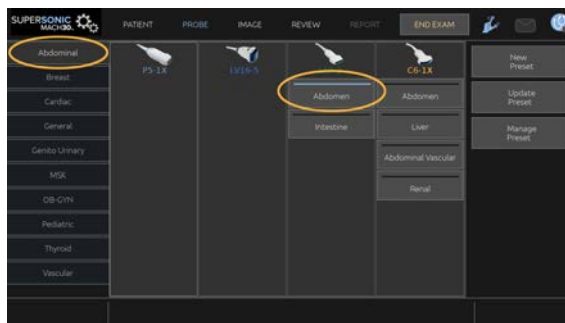 SUPERSONIC
MACH30.
PATIENT
PROBE
IMAGE
REVIEW
REPORT
END EXAM
Abdominal
Breast
Cardiac
General
Genito Urinary
MSK
OB-GYN
Pediatric
Thyroid
Vascular
P5-1X
LV16-5
C6-1X
Abdomen
Intestine
Abdomen
Liver
Abdominal Vascular
Renal
New
Preset
Update
Preset
Manage
Preset